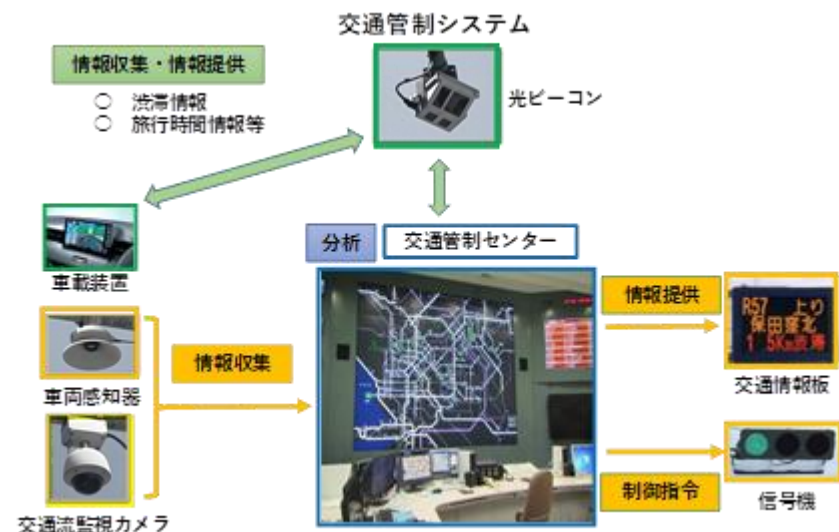 交通管制システム
情報収集・情報提供
○ 渋滞情報
○ 旅行時間情報等
光ビーコン
分析
交通管制センター
車載装置
情報提供
R57 上り
保田窪北
1.5Km渋滞
交通情報板
車両感知器
情報収集
制御指令
信号機
交通流監視カメラ